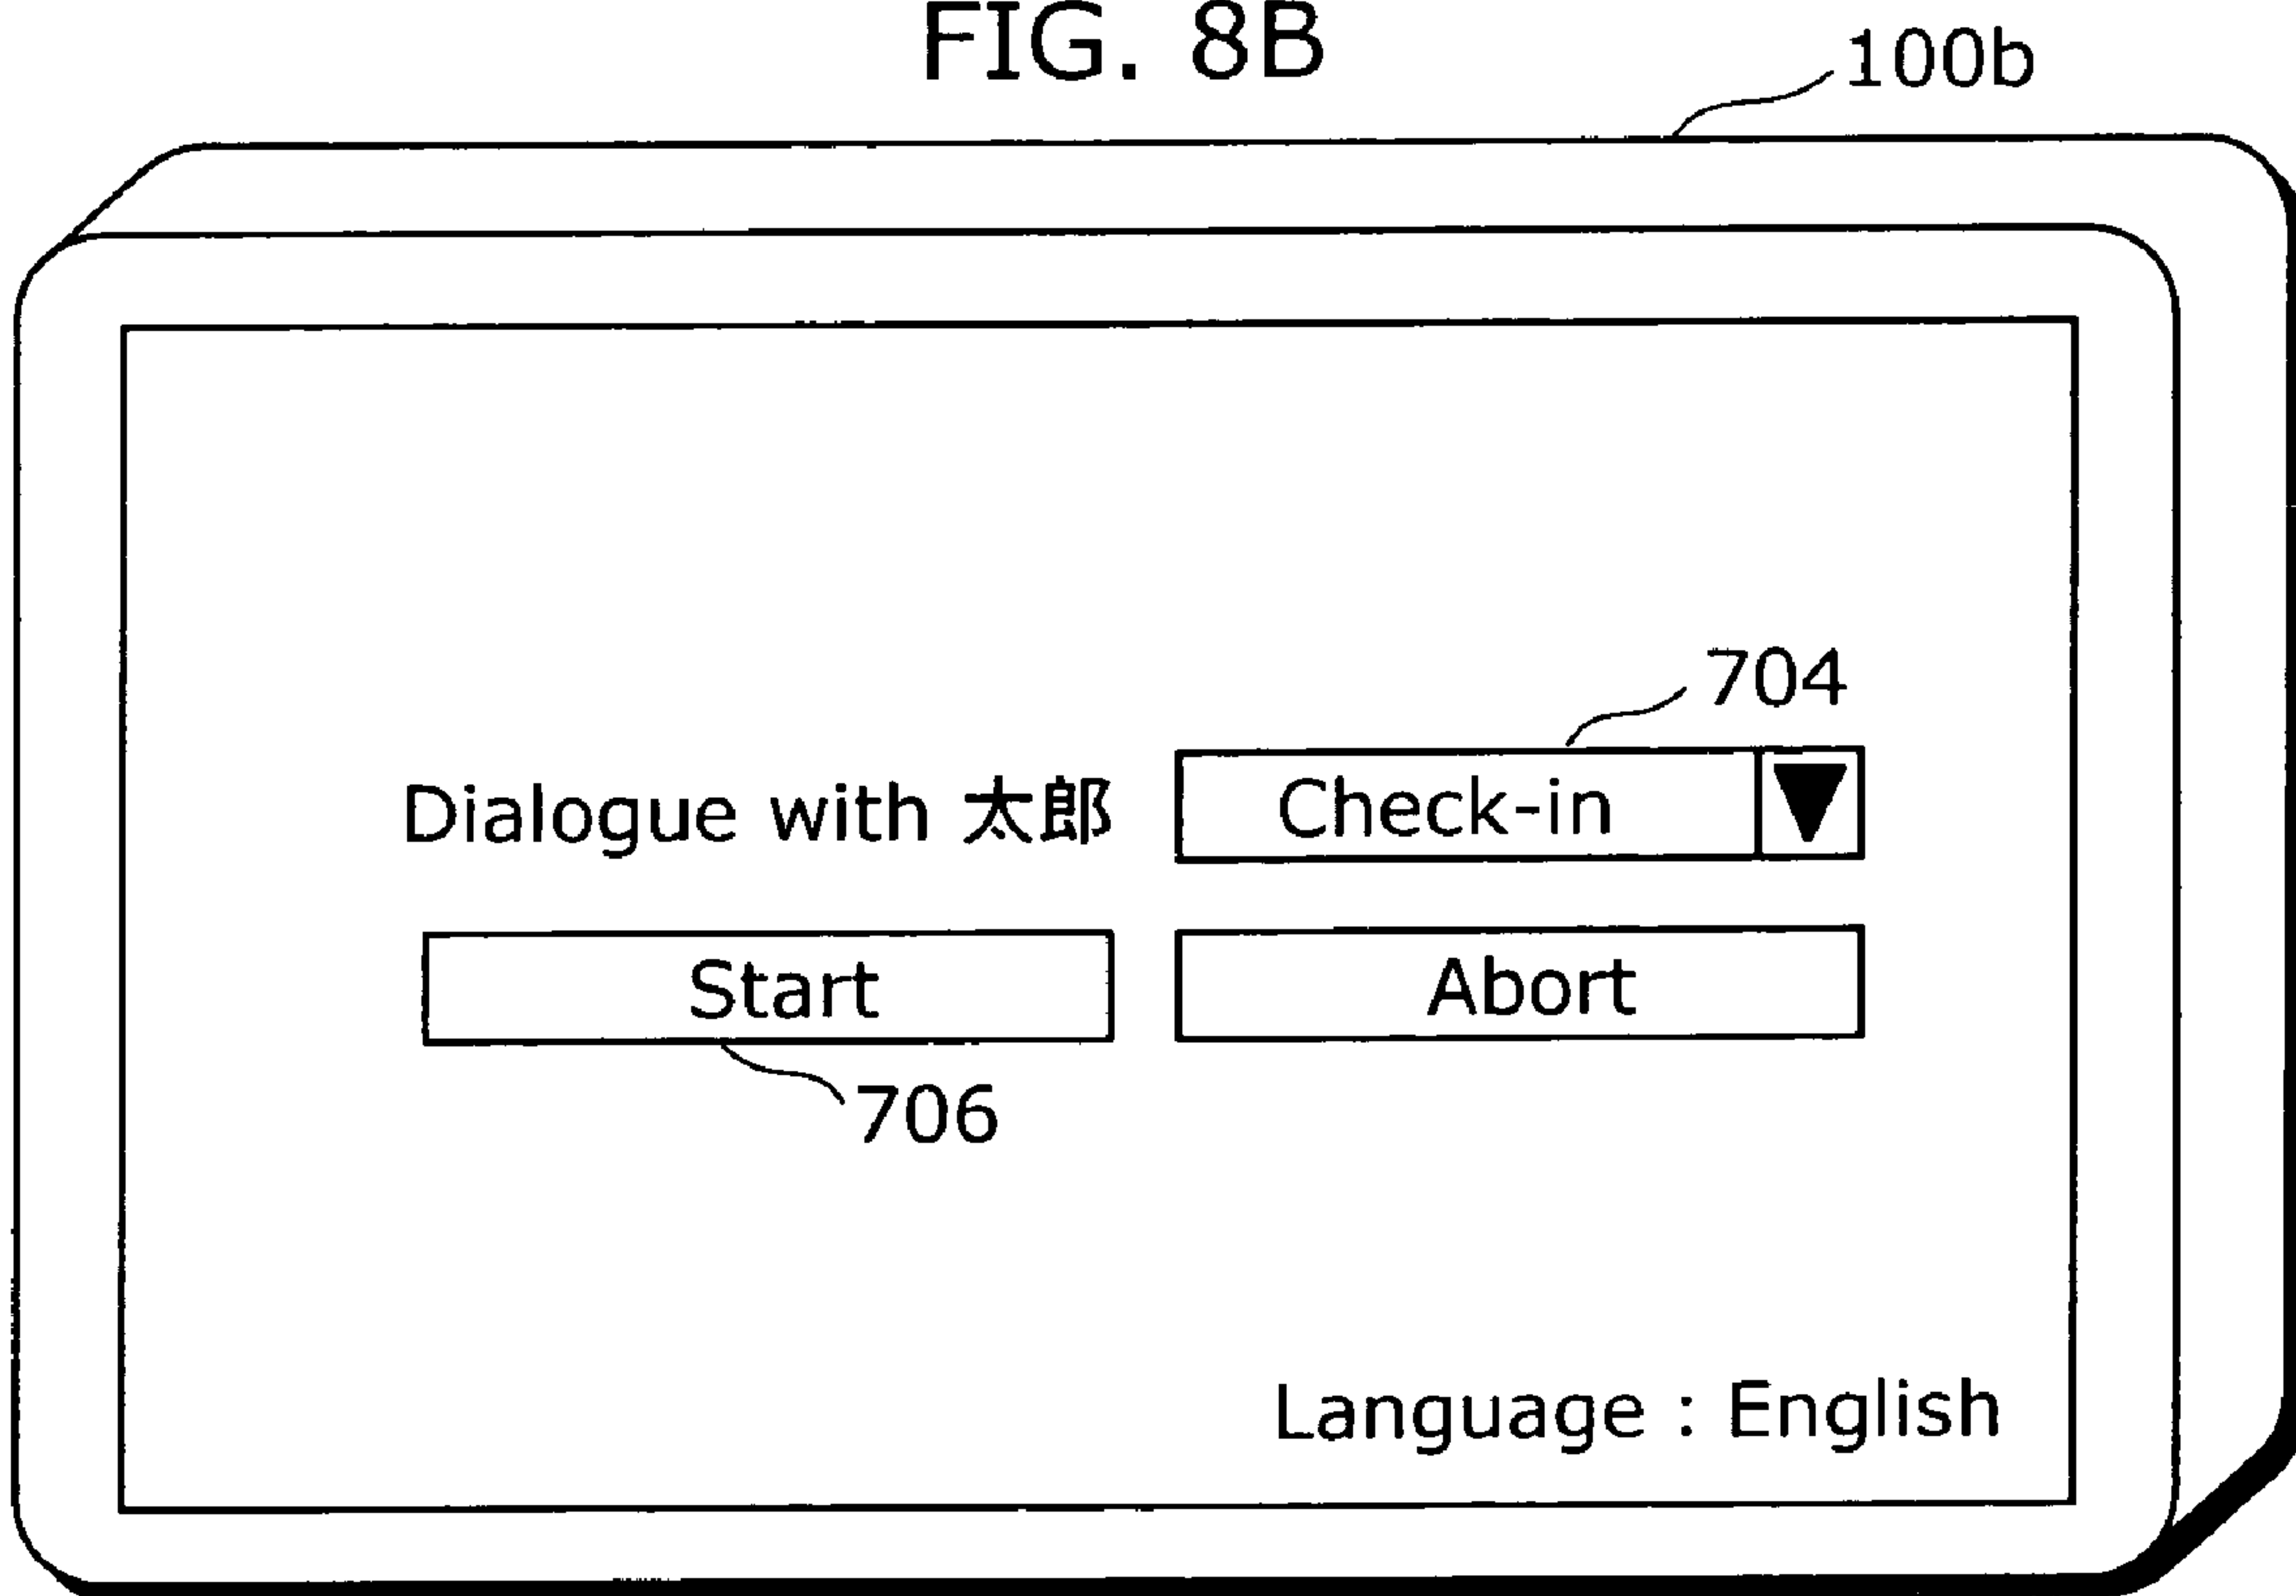 FIG. 8B
100b
704
Dialogue with 太郎 Check-in ▼
Start Abort
706
Language : English